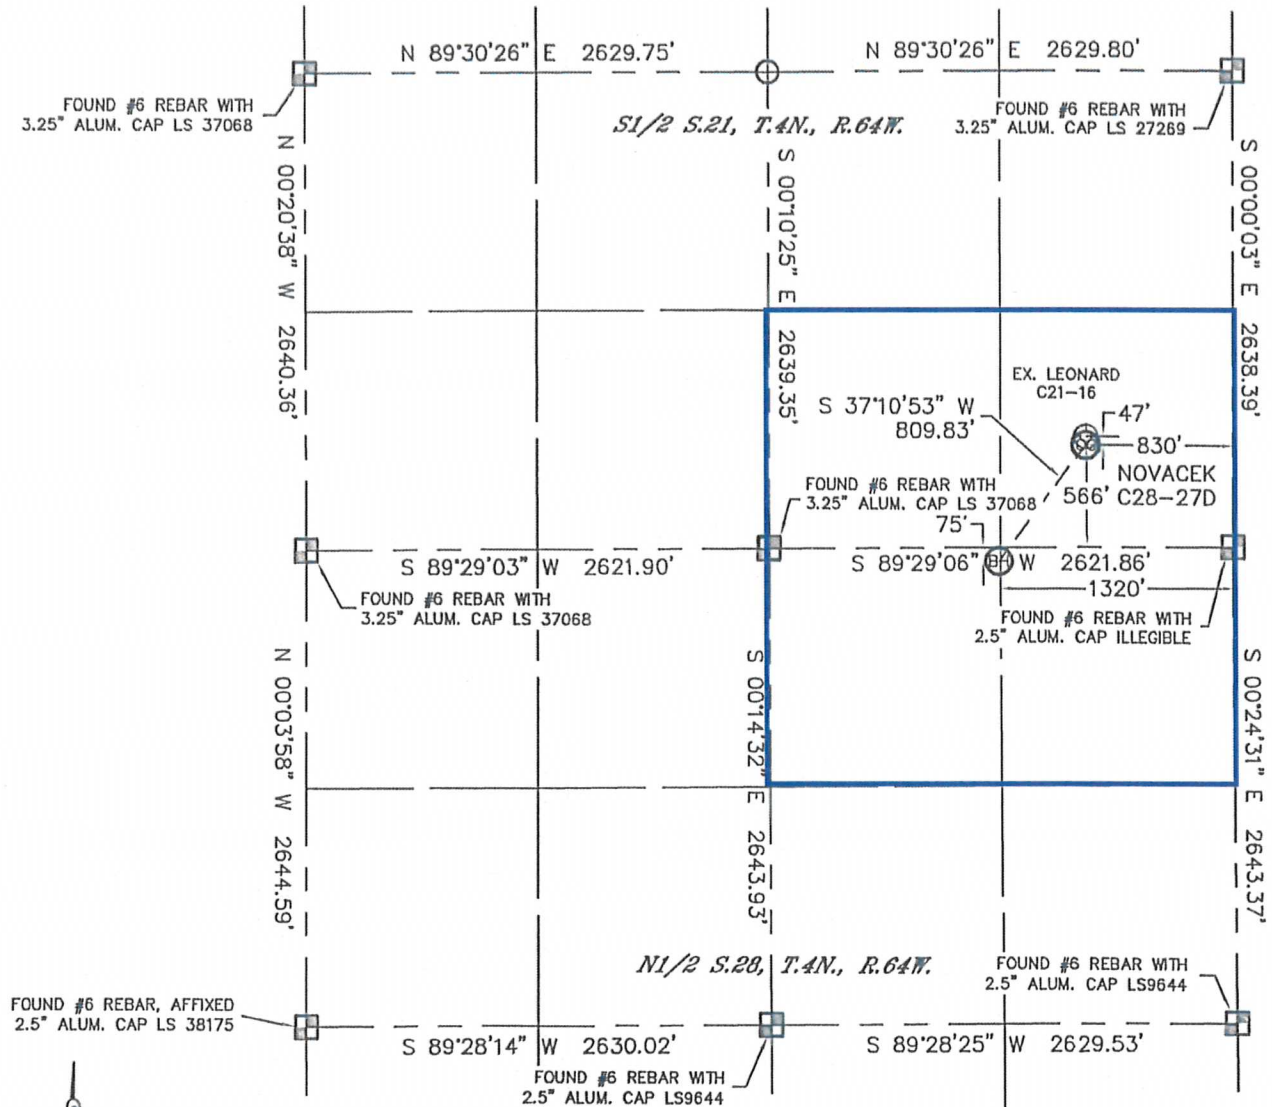 N 89°30'26" E 2629.75'
N 89°30'26" E 2629.80'
FOUND #6 REBAR WITH
3.25" ALUM. CAP LS 37068
S1/2 S.21, T.4N., R.64W.
FOUND #6 REBAR WITH
3.25" ALUM. CAP LS 27269
N 00°20'38" W 2640.36'
S 00°10'25" E 2639.35'
S 00°00'03" E 2638.39'
EX. LEONARD
C21-16
S 37°10'53" W
809.83'
47'
830'
NOVACEK
C28-27D
566'
FOUND #6 REBAR WITH
3.25" ALUM. CAP LS 37068
75'
S 89°29'03" W 2621.90'
S 89°29'06" W 2621.86'
BH
1320'
FOUND #6 REBAR WITH
3.25" ALUM. CAP LS 37068
FOUND #6 REBAR WITH
2.5" ALUM. CAP ILLEGIBLE
N 00°03'58" W 2644.59'
S 00°14'32" E 2643.93'
S 00°24'31" E 2643.37'
N1/2 S.28, T.4N., R.64W.
FOUND #6 REBAR WITH
2.5" ALUM. CAP LS9644
FOUND #6 REBAR, AFFIXED
2.5" ALUM. CAP LS 38175
S 89°28'14" W 2630.02'
S 89°28'25" W 2629.53'
FOUND #6 REBAR WITH
2.5" ALUM. CAP LS9644